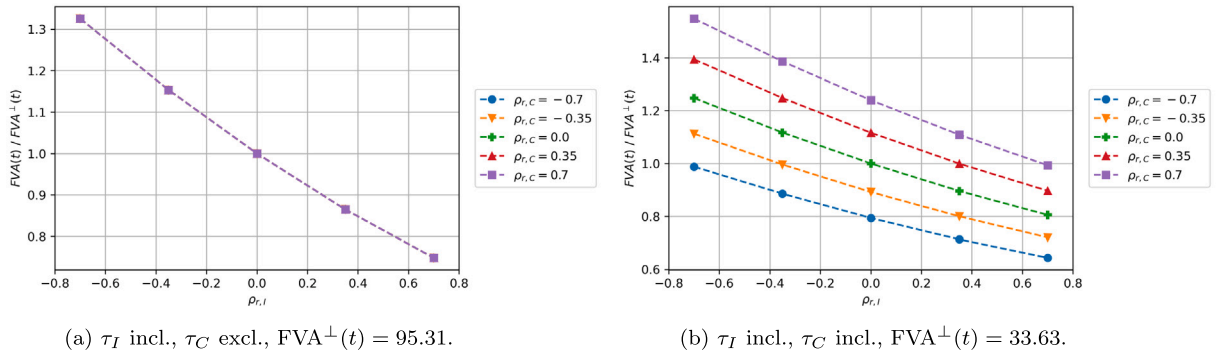 1.3
1.2
1.1
1.0
0.9
0.8
FVA(t) / FVA⊥(t)
−0.8 −0.6 −0.4 −0.2 0.0 0.2 0.4 0.6 0.8
ρr,I
ρr,C = −0.7
ρr,C = −0.35
ρr,C = 0.0
ρr,C = 0.35
ρr,C = 0.7
(a) τI incl., τC excl., FVA⊥(t) = 95.31.
1.4
1.2
1.0
0.8
0.6
FVA(t) / FVA⊥(t)
−0.8 −0.6 −0.4 −0.2 0.0 0.2 0.4 0.6 0.8
ρr,I
ρr,C = −0.7
ρr,C = −0.35
ρr,C = 0.0
ρr,C = 0.35
ρr,C = 0.7
(b) τI incl., τC incl., FVA⊥(t) = 33.63.